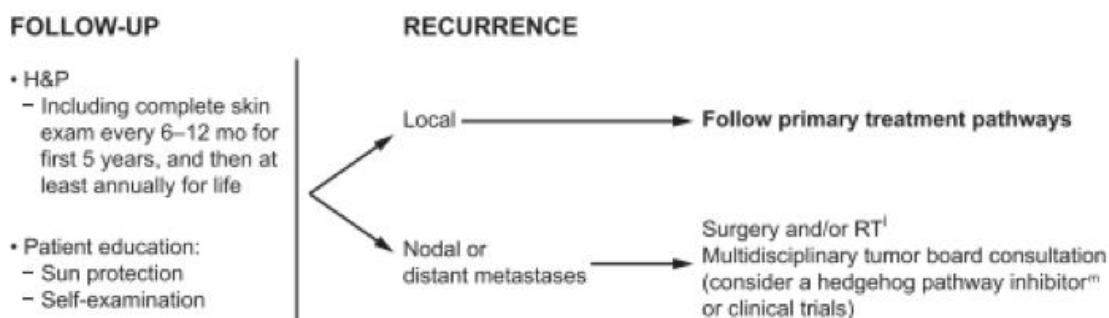 FOLLOW-UP
• H&P
– Including complete skin
exam every 6–12 mo for
first 5 years, and then at
least annually for life
• Patient education:
– Sun protection
– Self-examination
RECURRENCE
Local
Follow primary treatment pathways
Nodal or
distant metastases
Surgery and/or RTˡ
Multidisciplinary tumor board consultation
(consider a hedgehog pathway inhibitorᵐ
or clinical trials)